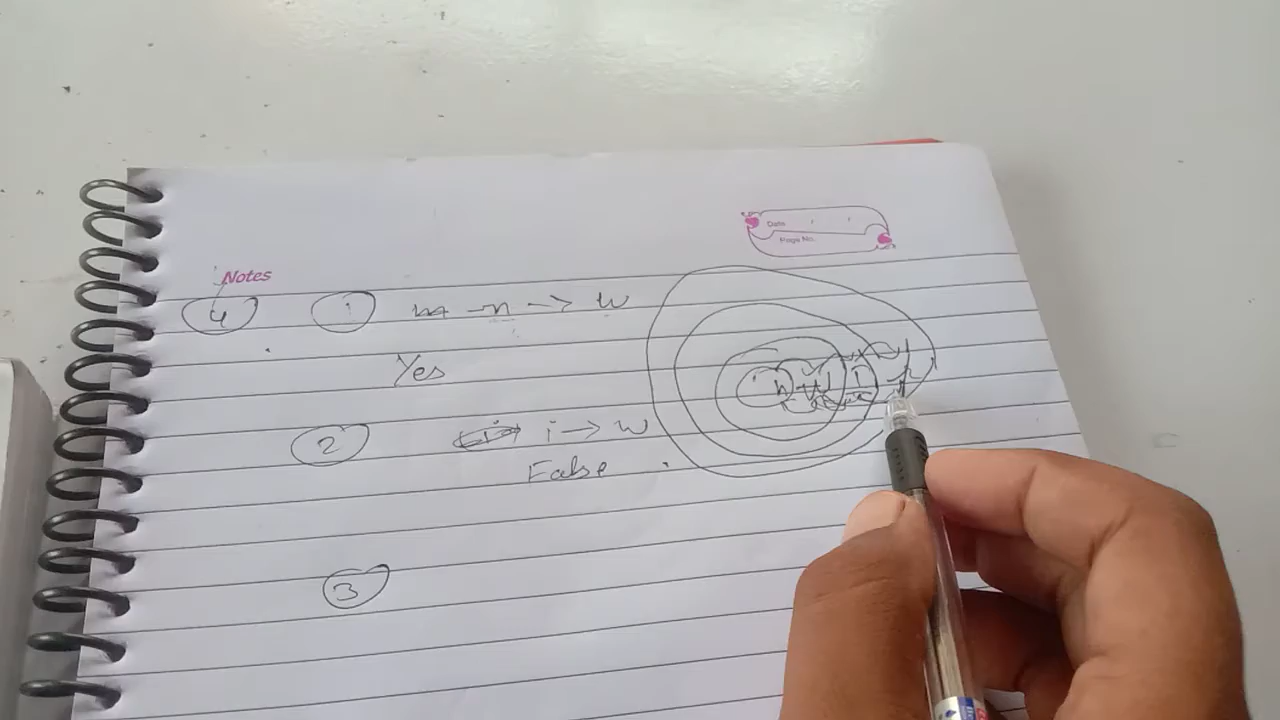 Date
Page No.
Notes
4 1 n → w
Yes
2 i → w
False
3